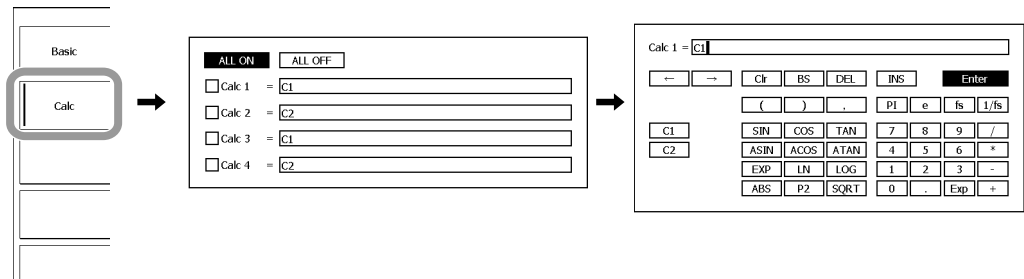 Basic
Calc
ALL ON ALL OFF
Calc 1 = C1
Calc 2 = C2
Calc 3 = C1
Calc 4 = C2
Calc 1 = C1
← → Clr BS DEL INS Enter
( ) . PI e fs 1/fs
C1 SIN COS TAN 7 8 9 /
C2 ASIN ACOS ATAN 4 5 6 *
EXP LN LOG 1 2 3 -
ABS P2 SQRT 0 . Exp +